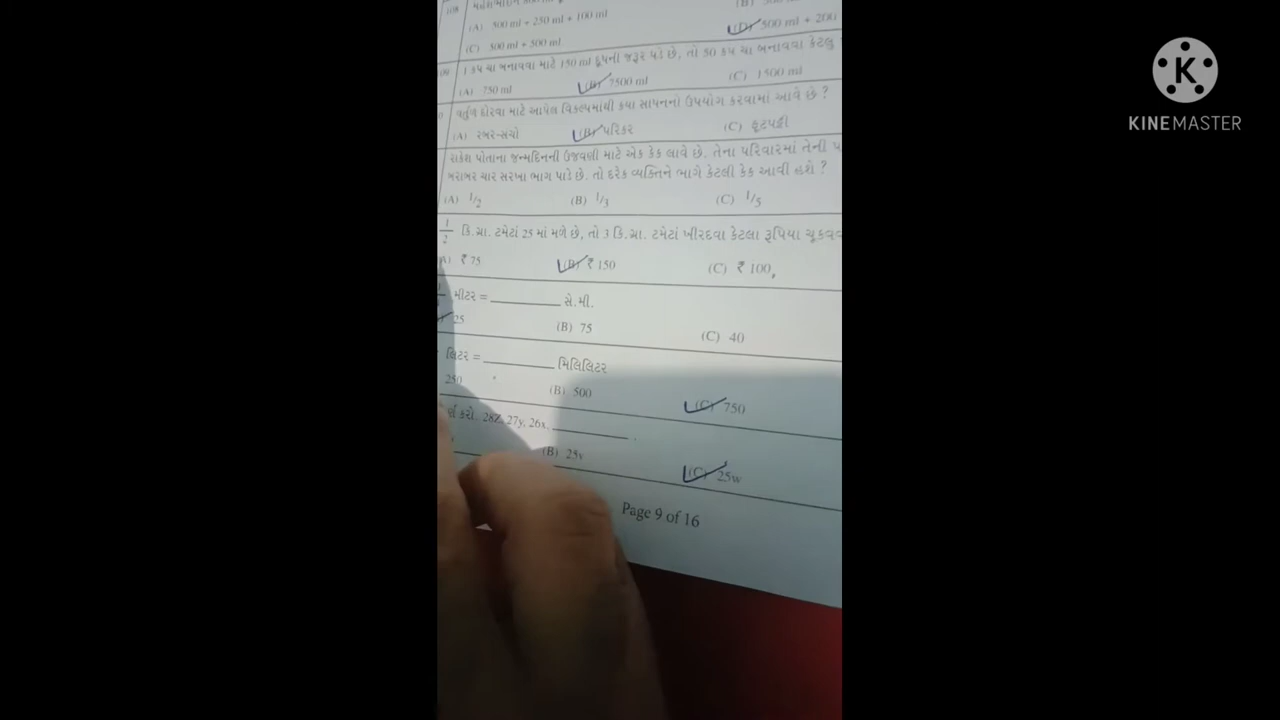 (A) 500 ml + 250 ml + 100 ml
(C) 500 ml + 500 ml (D) 500 ml + 200
1 કપ ચા બનાવવા માટે 150 ml દૂધની જરૂર પડે છે, તો 50 કપ ચા બનાવવા કેટલુ
(A) 750 ml (B) 7500 ml (C) 1500 ml
વર્તુળ દોરવા માટે આપેલ વિકલ્પમાંથી કયા સાધનનો ઉપયોગ કરવામાં આવે છે ?
(A) રબર-સંચો (B) પરિકર (C) ફૂટપટ્ટી
રાકેશ પોતાના જન્મદિનની ઉજવણી માટે એક કેક લાવે છે. તેના પરિવારમાં તેની
બરાબર ચાર સરખા ભાગ પાડે છે. તો દરેક વ્યક્તિને ભાગે કેટલી કેક આવી હશે ?
(A) 1/2 (B) 1/3 (C) 1/5
1/2 કિ.ગ્રા. ટમેટાં 25 માં મળે છે, તો 3 કિ.ગ્રા. ટમેટાં ખરીદવા કેટલા રૂપિયા ચૂકવવ
A) ₹ 75 (B) ₹ 150 (C) ₹ 100,
મીટર = ________ સે.મી.
25 (B) 75 (C) 40
લિટર = ________ મિલિલિટર
250 (B) 500 (C) 750
કરો. 28Z, 27y, 26x, ________ .
(B) 25v (C) 25w
Page 9 of 16
KINEMASTER